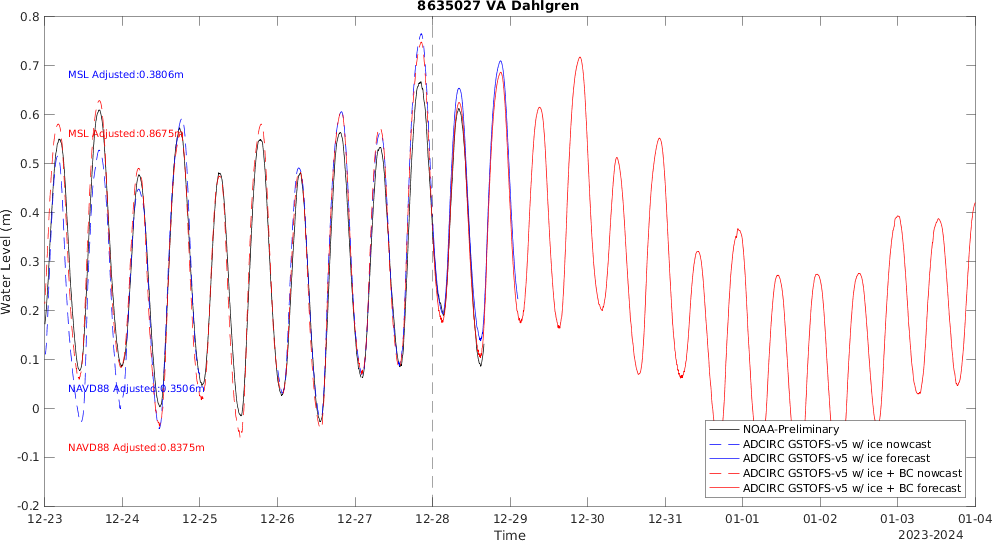 8635027 VA Dahlgren
0.8
0.7
0.6
0.5
0.4
0.3
0.2
0.1
0
-0.1
-0.2
Water Level (m)
MSL Adjusted:0.3806m
MSL Adjusted:0.8675m
NAVD88 Adjusted:0.3506m
NAVD88 Adjusted:0.8375m
NOAA-Preliminary
ADCIRC GSTOFS-v5 w/ ice nowcast
ADCIRC GSTOFS-v5 w/ ice forecast
ADCIRC GSTOFS-v5 w/ ice + BC nowcast
ADCIRC GSTOFS-v5 w/ ice + BC forecast
12-23 12-24 12-25 12-26 12-27 12-28 12-29 12-30 12-31 01-01 01-02 01-03 01-04
Time
2023-2024